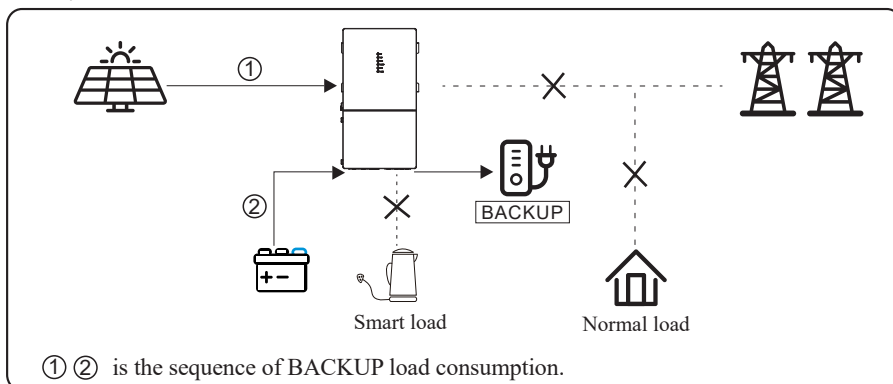 ①
②
BACKUP
Smart load
Normal load
① ② is the sequence of BACKUP load consumption.